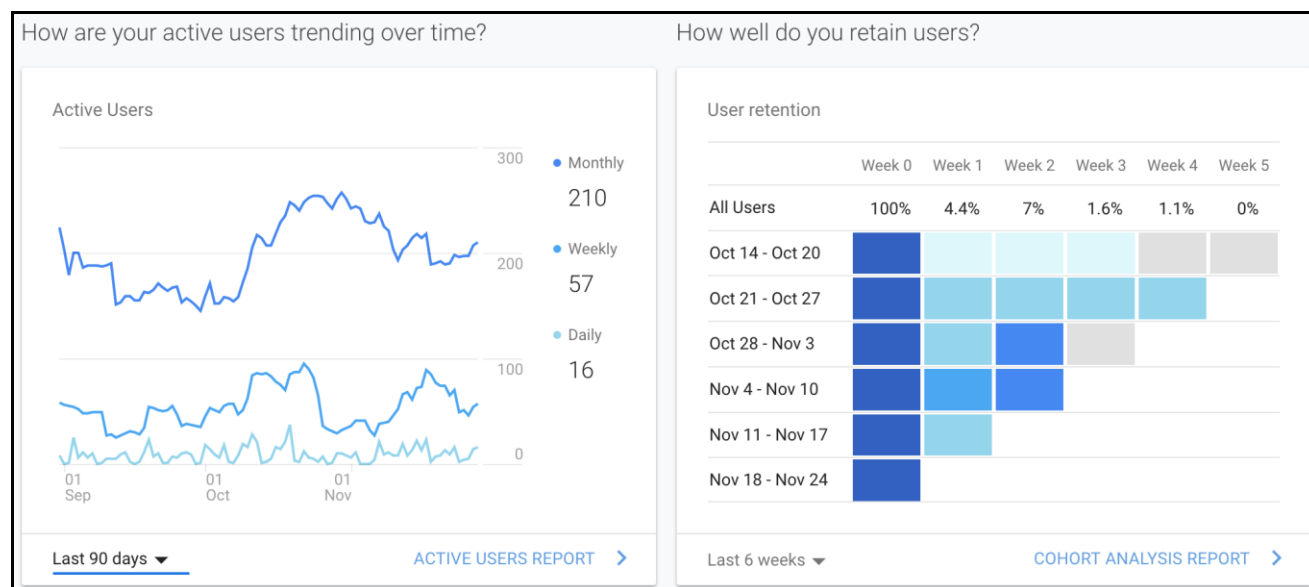 How are your active users trending over time?
Active Users
300
200
100
0
01 01 01
Sep Oct Nov
Monthly
210
Weekly
57
Daily
16
Last 90 days
ACTIVE USERS REPORT
How well do you retain users?
User retention
Week 0 Week 1 Week 2 Week 3 Week 4 Week 5
All Users 100% 4.4% 7% 1.6% 1.1% 0%
Oct 14 - Oct 20
Oct 21 - Oct 27
Oct 28 - Nov 3
Nov 4 - Nov 10
Nov 11 - Nov 17
Nov 18 - Nov 24
Last 6 weeks
COHORT ANALYSIS REPORT